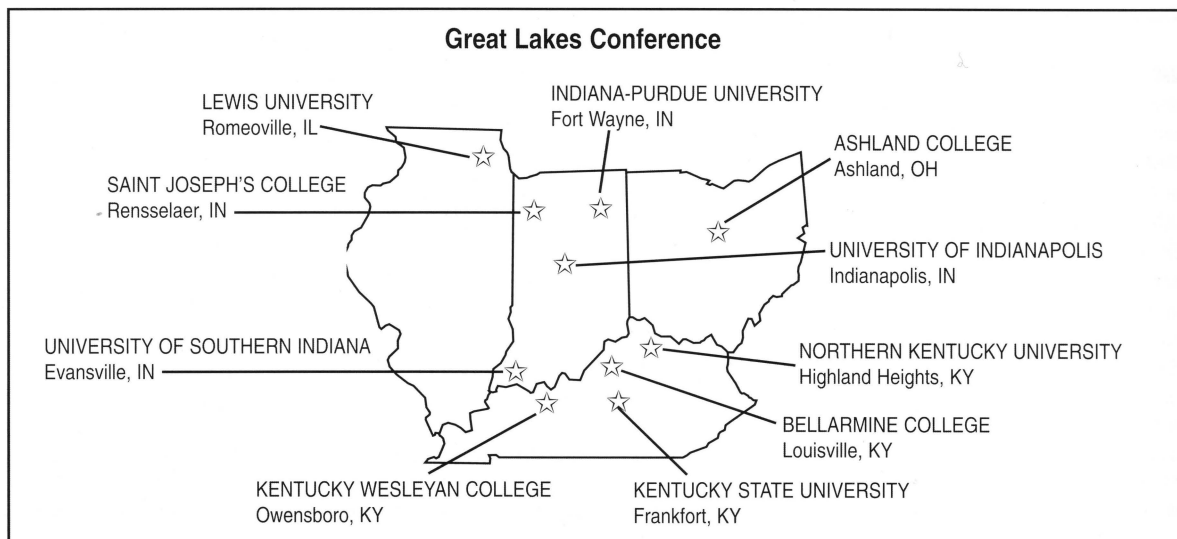 Great Lakes Conference
LEWIS UNIVERSITY
Romeoville, IL
INDIANA-PURDUE UNIVERSITY
Fort Wayne, IN
ASHLAND COLLEGE
Ashland, OH
SAINT JOSEPH'S COLLEGE
Rensselaer, IN
UNIVERSITY OF INDIANAPOLIS
Indianapolis, IN
UNIVERSITY OF SOUTHERN INDIANA
Evansville, IN
NORTHERN KENTUCKY UNIVERSITY
Highland Heights, KY
BELLARMINE COLLEGE
Louisville, KY
KENTUCKY WESLEYAN COLLEGE
Owensboro, KY
KENTUCKY STATE UNIVERSITY
Frankfort, KY